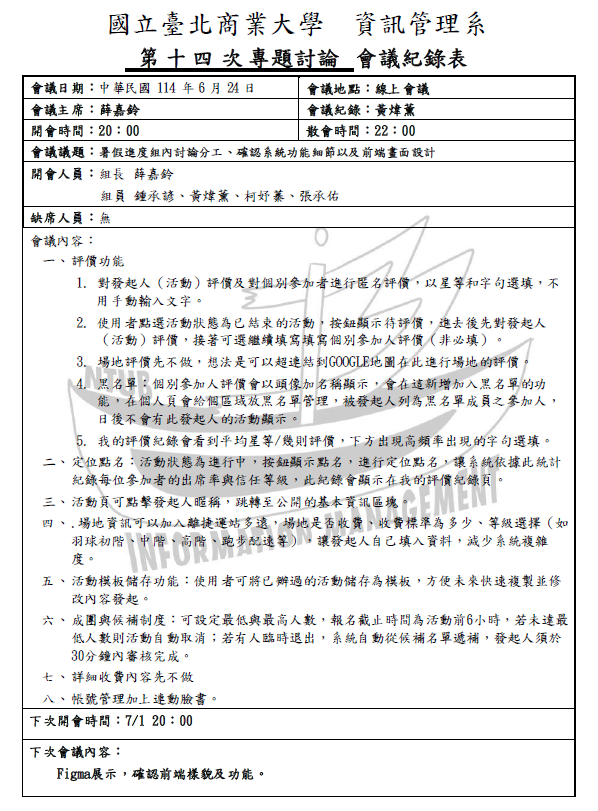 國立臺北商業大學　資訊管理系
第十四次專題討論 會議紀錄表
會議日期：中華民國 114 年 6 月 24 日
會議地點：線上會議
會議主席：薛嘉鈴
會議紀錄：黃煒薰
開會時間：20：00
散會時間：22：00
會議議題：暑假進度組內討論分工、確認系統功能細節以及前端畫面設計
開會人員：組長 薛嘉鈴
組員 鍾承諺、黃煒薰、柯妤蓁、張承佑
缺席人員：無
會議內容：
一、評價功能
1. 對發起人（活動）評價及對個別參加者進行匿名評價，以星等和字句選填，不
用手動輸入文字。
2. 使用者點選活動狀態為已結束的活動，按鈕顯示待評價，進去後先對發起人
（活動）評價，接著可選繼續填寫填寫個別參加人評價（非必填）。
3. 場地評價先不做，想法是可以超連結到GOOGLE地圖在此進行場地的評價。
4. 黑名單：個別參加人評價會以頭像加名稱顯示，會在這新增加入黑名單的功
能，在個人頁會給個區域放黑名單管理，被發起人列為黑名單成員之參加人，
日後不會有此發起人的活動顯示。
5. 我的評價紀錄會看到平均星等/幾則評價，下方出現高頻率出現的字句選填。
二、定位點名：活動狀態為進行中，按鈕顯示點名，進行定位點名，讓系統依據此統計
紀錄每位參加者的出席率與信任等級，此紀錄會顯示在我的評價紀錄頁。
三、活動頁可點擊發起人暱稱，跳轉至公開的基本資訊區塊。
四、.場地資訊可以加入離捷運站多遠，場地是否收費、收費標準為多少、等級選擇（如
羽球初階、中階、高階、跑步配速等），讓發起人自己填入資料，減少系統複雜
度。
五、活動模板儲存功能：使用者可將已辦過的活動儲存為模板，方便未來快速複製並修
改內容發起。
六、成團與候補制度：可設定最低與最高人數，報名截止時間為活動前6小時，若未達最
低人數則活動自動取消；若有人臨時退出，系統自動從候補名單遞補，發起人須於
30分鐘內審核完成。
七、詳細收費內容先不做
八、帳號管理加上連動臉書。
下次開會時間：7/1 20：00
下次會議內容：
Figma展示，確認前端樣貌及功能。
NTUB
INFORMATION MANAGEMENT